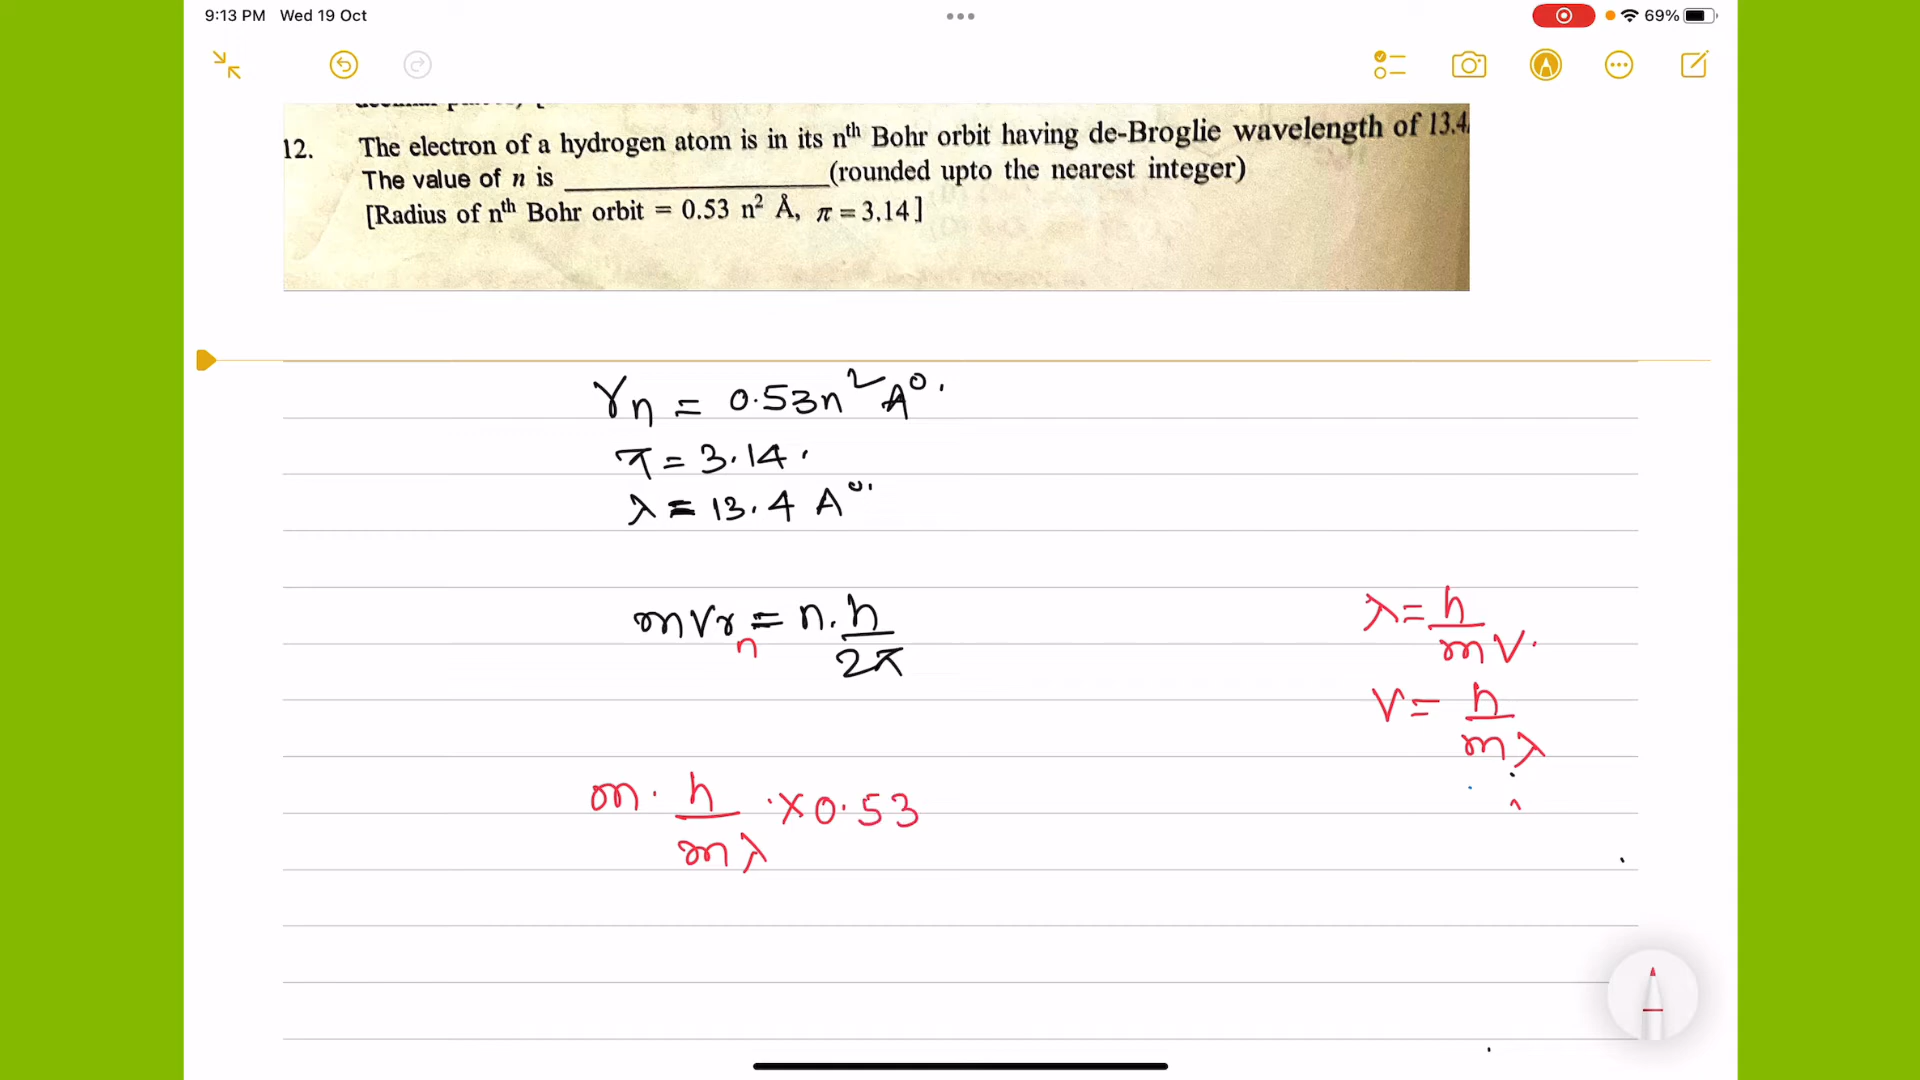 9:13 PM Wed 19 Oct
69%
12. The electron of a hydrogen atom is in its nth Bohr orbit having de-Broglie wavelength of 13.4
The value of n is ____________________(rounded upto the nearest integer)
[Radius of nth Bohr orbit = 0.53 n² Å, π = 3.14]
rn = 0.53n² A°.
π = 3.14.
λ = 13.4 A°.
mvrn = n.h/2π
λ = h/mv.
v = h/mλ
m. h/mλ . × 0.53